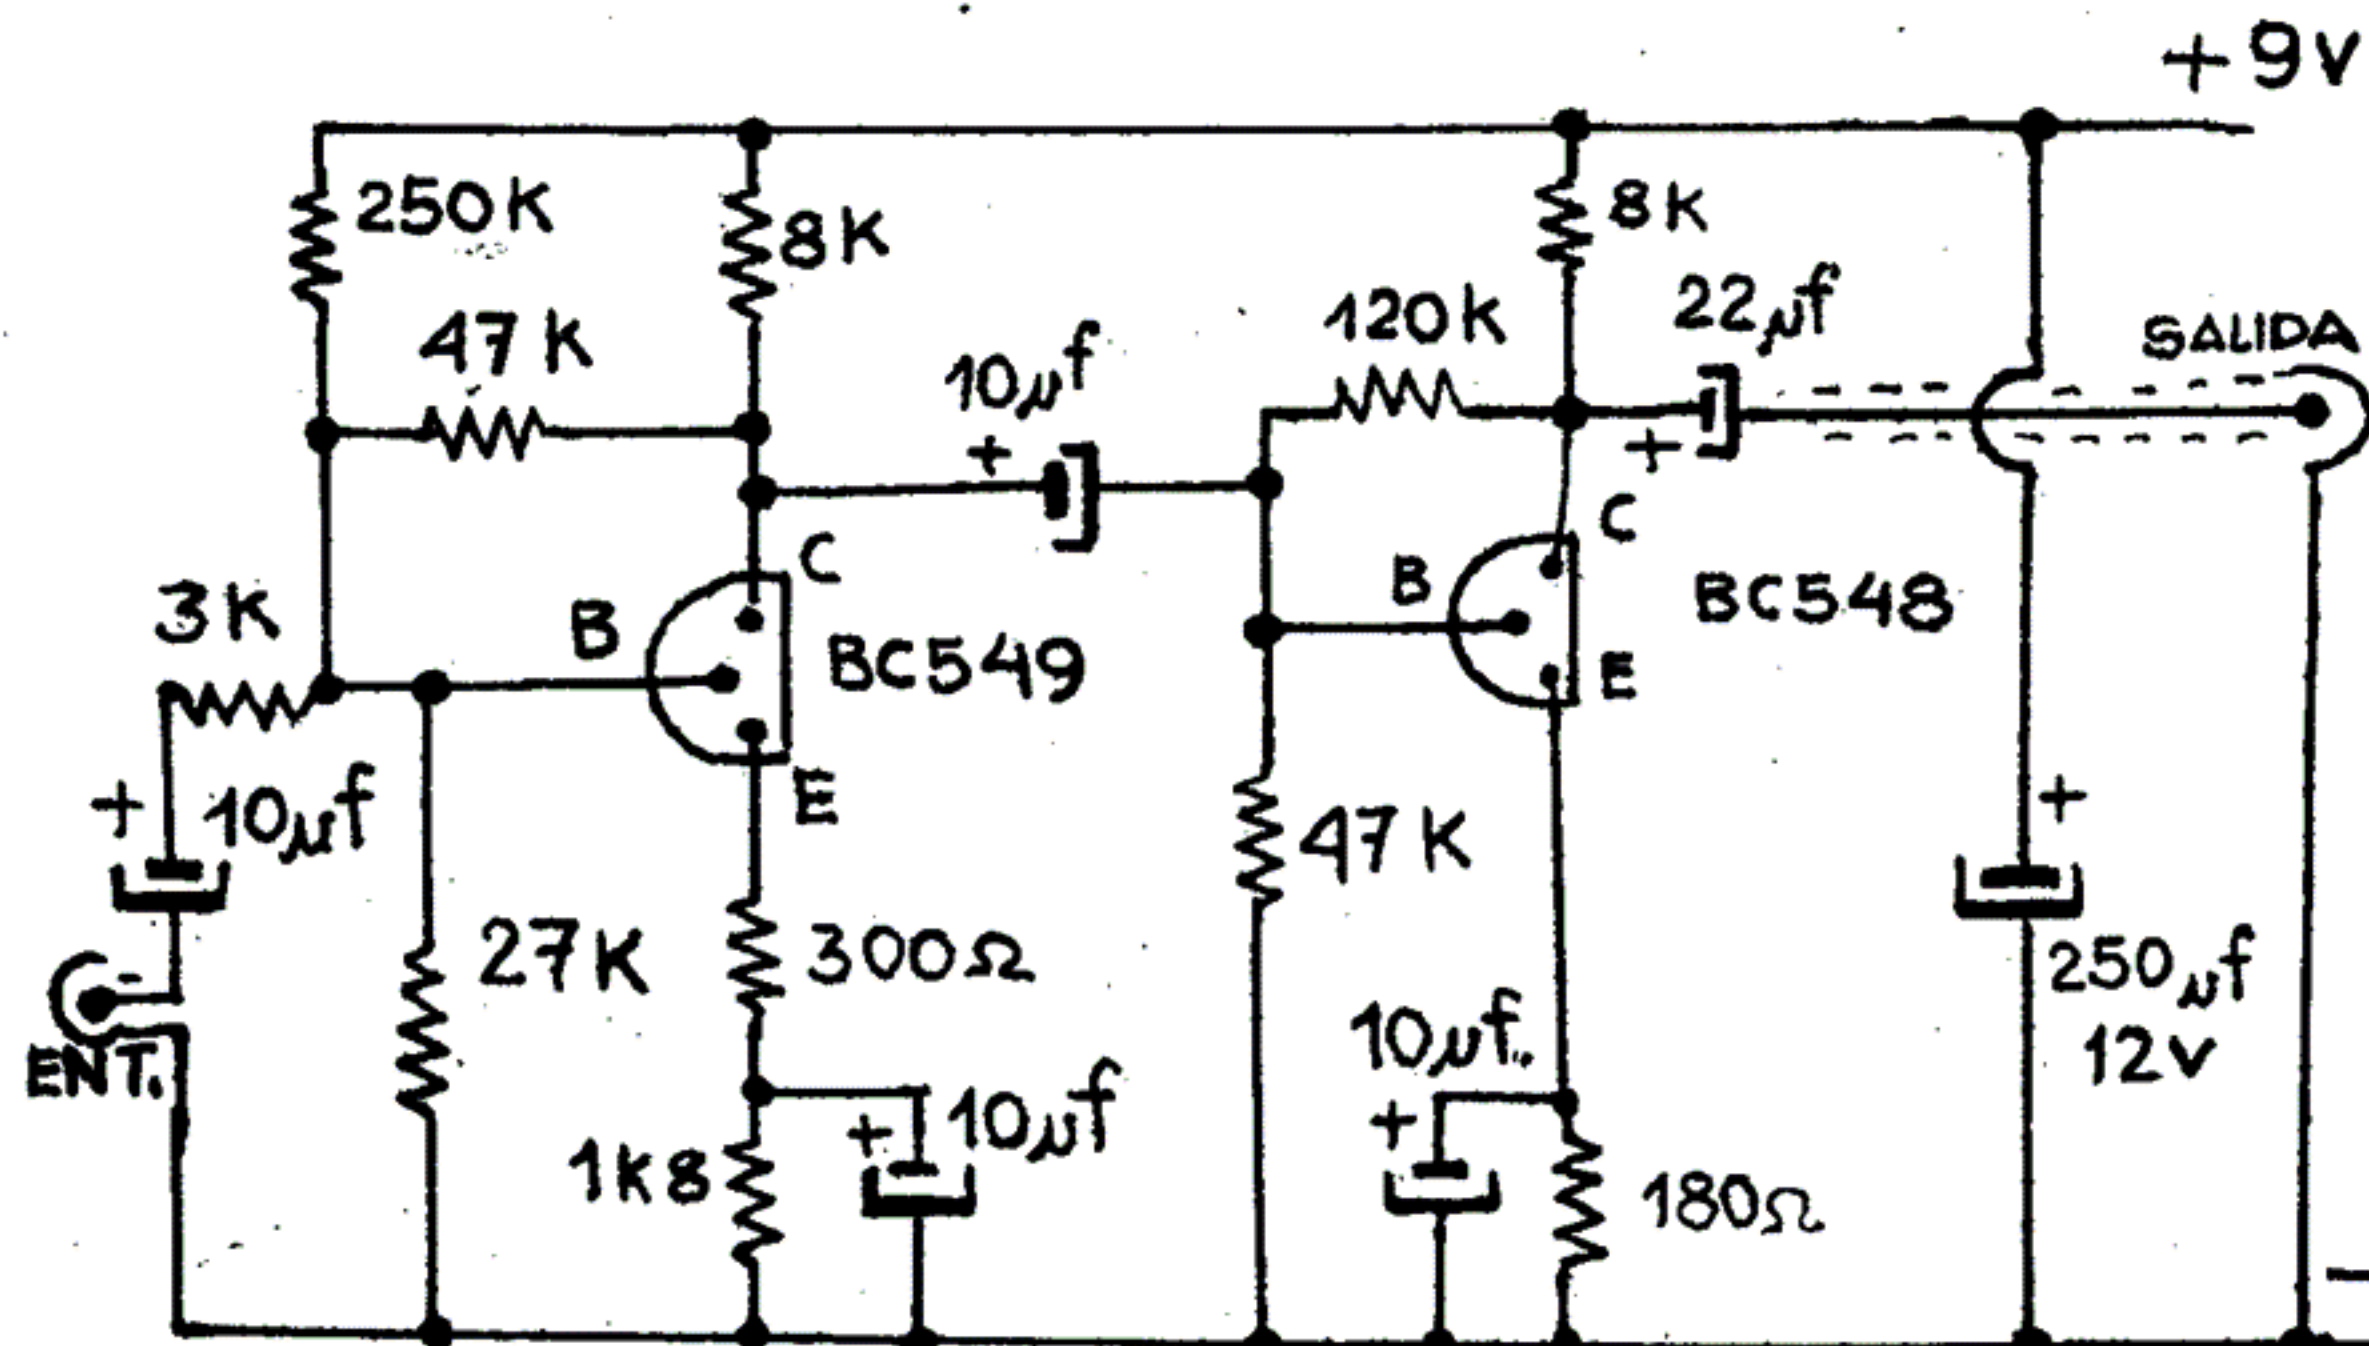 +9V
250K
8K
8K
47K
120K
22µf
SALIDA
10µf
+
+
C
C
3K
B
BC549
B
BC548
E
E
+
10µf
47K
+
27K
300Ω
250µf
12V
-
ENT.
10µf.
+
10µf
+
1K8
180Ω
-